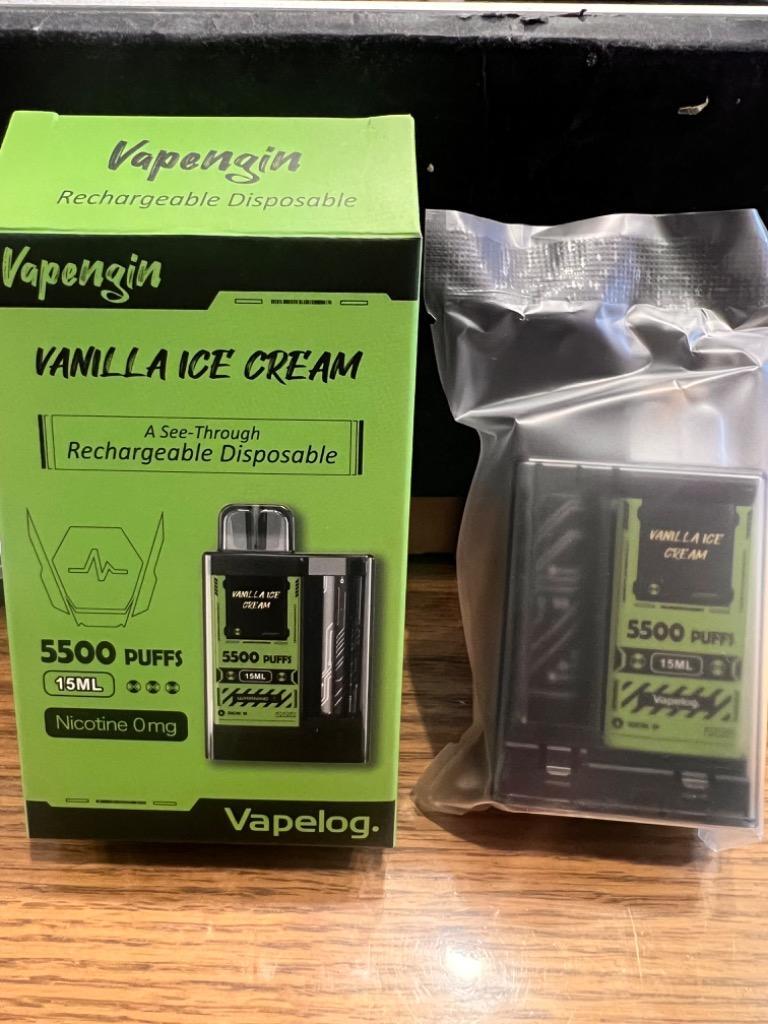 Vapengin
Rechargeable Disposable
Vapengin
VANILLA ICE CREAM
A See-Through
Rechargeable Disposable
VANILLA ICE
CREAM
5500 PUFFS
15ML
5500 PUFFS
15ML
Nicotine 0mg
Vapelog.
VANILLA ICE
CREAM
5500 PUFFS
15ML
Vapelog.